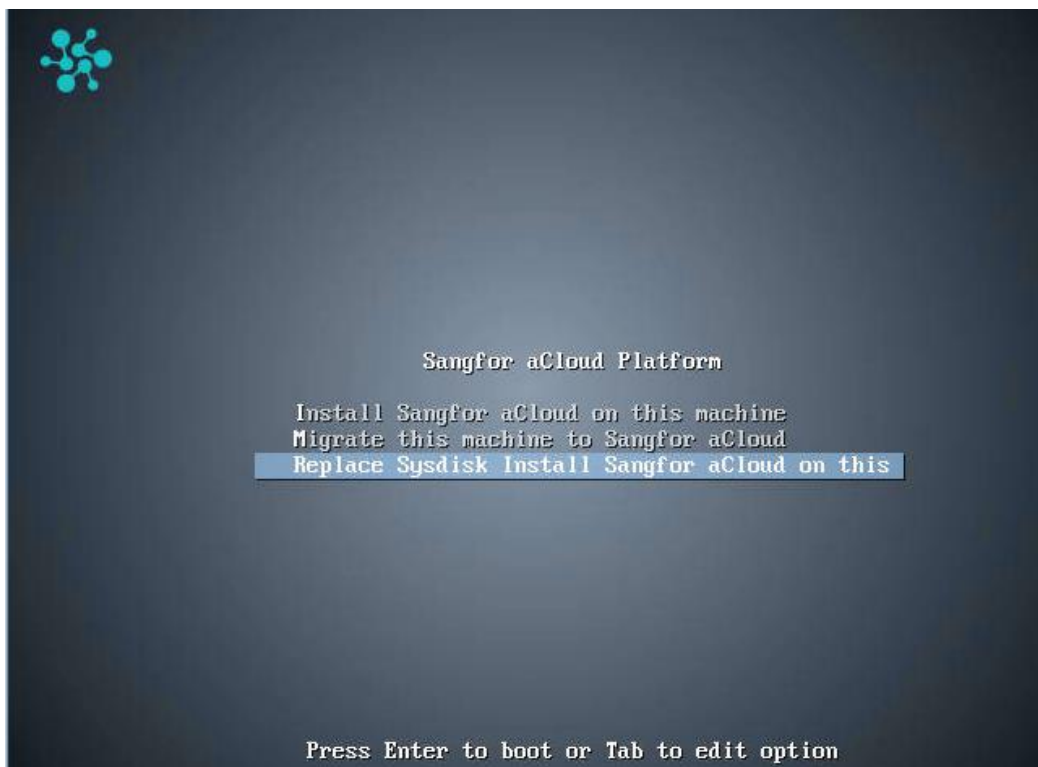 Sangfor aCloud Platform
Install Sangfor aCloud on this machine
Migrate this machine to Sangfor aCloud
Replace Sysdisk Install Sangfor aCloud on this
Press Enter to boot or Tab to edit option